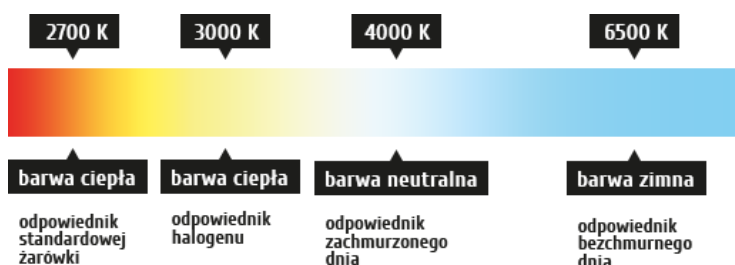 2700 K
3000 K
4000 K
6500 K
barwa ciepła
barwa ciepła
barwa neutralna
barwa zimna
odpowiednik
standardowej
żarówki
odpowiednik
halogenu
odpowiednik
zachmurzonego
dnia
odpowiednik
bezchmurnego
dnia